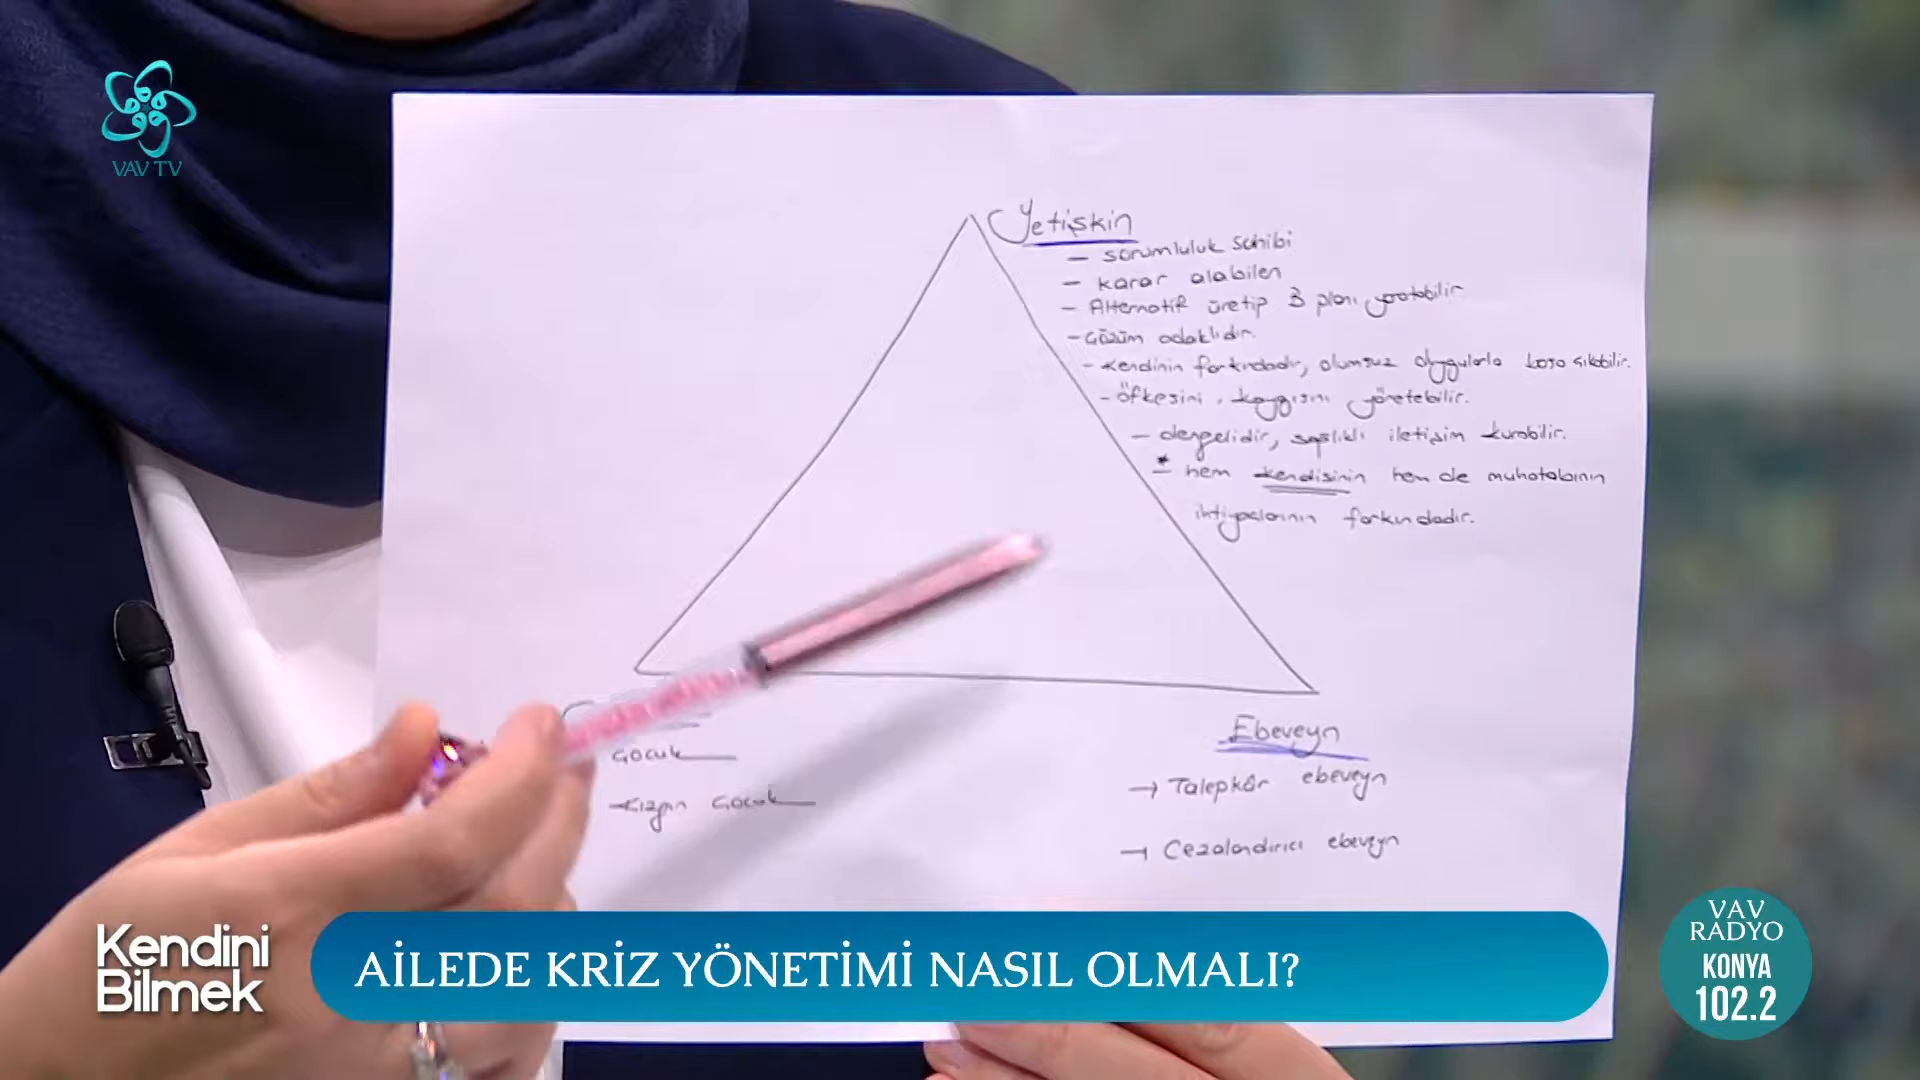 VAV TV
Yetişkin
- sorumluluk sahibi
- karar alabilen
- Alternatif üretip B planı yaratabilir
- Çözüm odaklıdır.
- Kendinin farkındadır, olumsuz duygularla başa çıkabilir.
- öfkesini, kaygısını yönetebilir.
- dengelidir, sağlıklı iletişim kurabilir.
* hem kendisinin hem de muhatabının
ihtiyaçlarının farkındadır.
Çocuk
- Kızgın Çocuk
Ebeveyn
→ Talepkâr ebeveyn
→ Cezalandırıcı ebeveyn
Kendini
Bilmek
AİLEDE KRİZ YÖNETİMİ NASIL OLMALI?
VAV
RADYO
KONYA
102.2